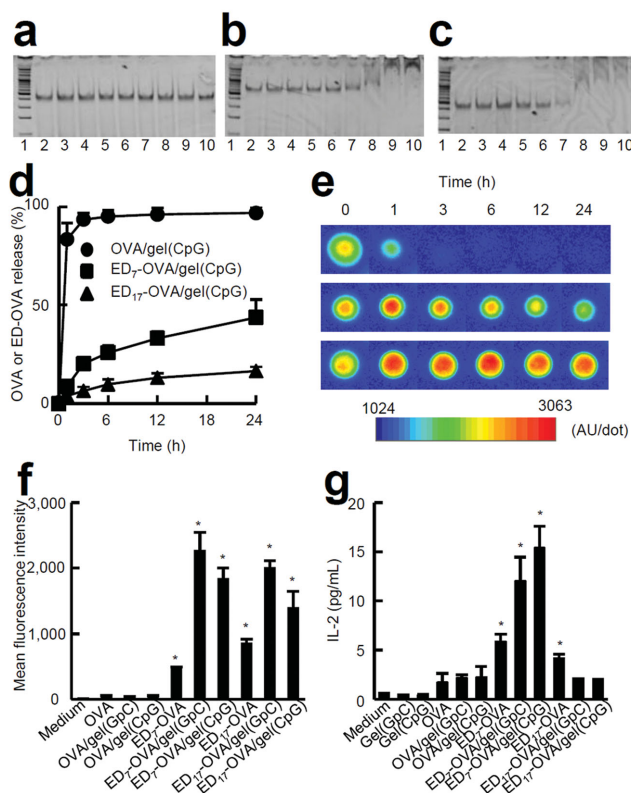 a
b
c
1 2 3 4 5 6 7 8 9 10
1 2 3 4 5 6 7 8 9 10
1 2 3 4 5 6 7 8 9 10
d
100
50
0
OVA or ED-OVA release (%)
OVA/gel(CpG)
ED7-OVA/gel(CpG)
ED17-OVA/gel(CpG)
0 6 12 18 24
Time (h)
e
Time (h)
0 1 3 6 12 24
1024 3063
(AU/dot)
f
Mean fluorescence intensity
3,000
2,000
1,000
0
* * * * * *
Medium
OVA
OVA/gel(GpC)
OVA/gel(CpG)
ED7-OVA
ED7-OVA/gel(GpC)
ED7-OVA/gel(CpG)
ED17-OVA
ED17-OVA/gel(GpC)
ED17-OVA/gel(CpG)
g
IL-2 (pg/mL)
20
15
10
5
0
* * * *
Medium
Gel(GpC)
Gel(CpG)
OVA
OVA/gel(GpC)
OVA/gel(CpG)
ED7-OVA
ED7-OVA/gel(GpC)
ED7-OVA/gel(CpG)
ED17-OVA
ED17-OVA/gel(GpC)
ED17-OVA/gel(CpG)